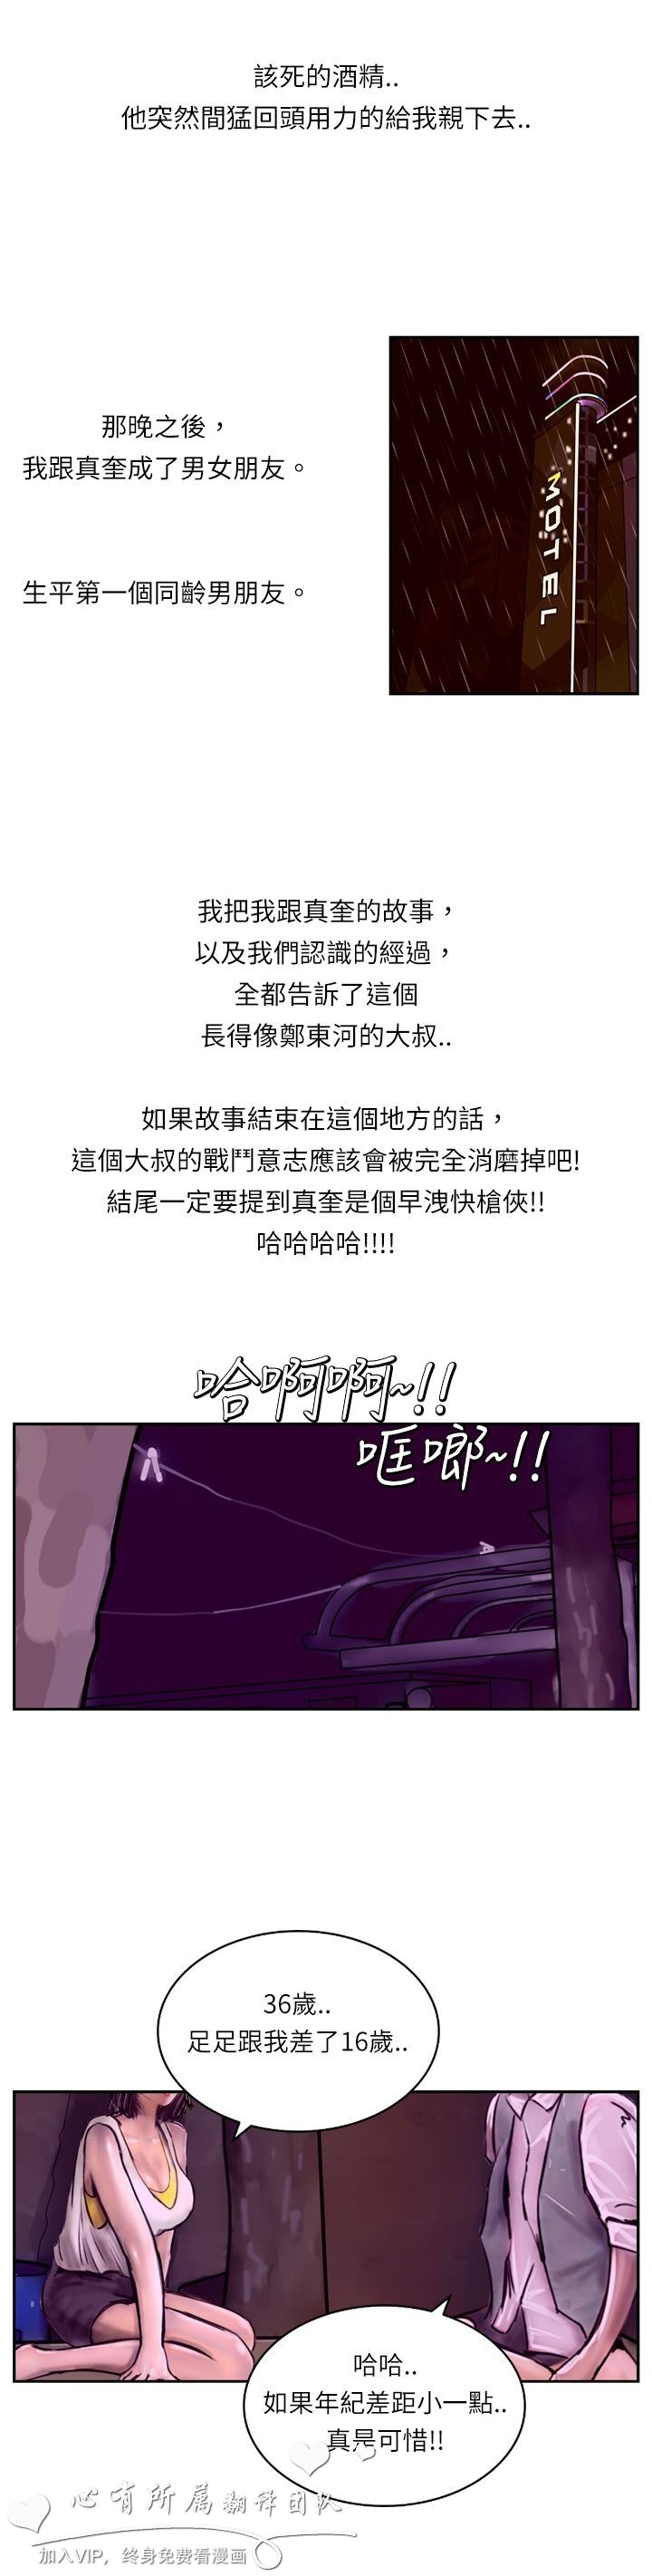 該死的酒精..
他突然間猛回頭用力的給我親下去..
那晚之後，
我跟真奎成了男女朋友。
生平第一個同齡男朋友。
MOTEL
我把我跟真奎的故事，
以及我們認識的經過，
全都告訴了這個
長得像鄭東河的大叔..
如果故事結束在這個地方的話，
這個大叔的戰鬥意志應該會被完全消磨掉吧!
結尾一定要提到真奎是個早洩快槍俠!!
哈哈哈哈!!!!
哈啊啊~!!
哐啷~!!
36歲..
足足跟我差了16歲..
哈哈..
如果年紀差距小一點..
真是可惜!!
心有所属翻译团队
加入VIP，终身免费看漫画